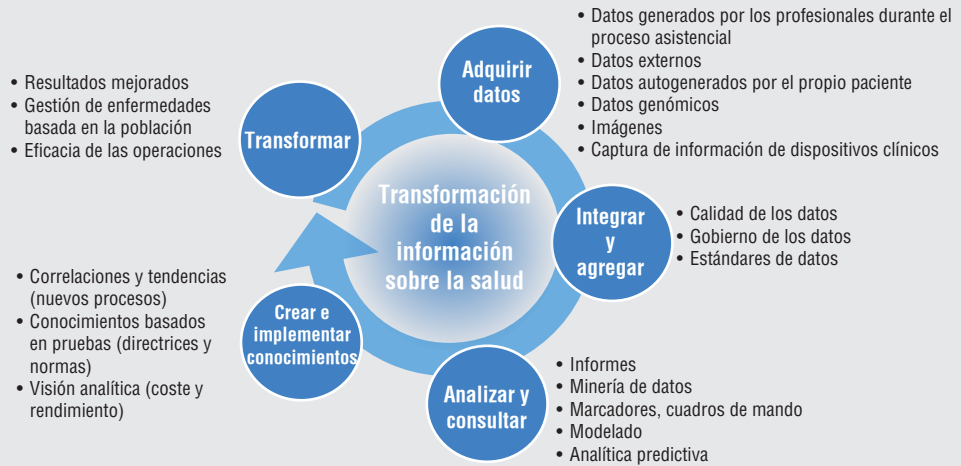 Transformación
de la
información
sobre la salud
Adquirir
datos
• Datos generados por los profesionales durante el
proceso asistencial
• Datos externos
• Datos autogenerados por el propio paciente
• Datos genómicos
• Imágenes
• Captura de información de dispositivos clínicos
Integrar
y
agregar
• Calidad de los datos
• Gobierno de los datos
• Estándares de datos
Analizar y
consultar
• Informes
• Minería de datos
• Marcadores, cuadros de mando
• Modelado
• Analítica predictiva
Crear e
implementar
conocimientos
• Correlaciones y tendencias
(nuevos procesos)
• Conocimientos basados
en pruebas (directrices y
normas)
• Visión analítica (coste y
rendimiento)
Transformar
• Resultados mejorados
• Gestión de enfermedades
basada en la población
• Eficacia de las operaciones